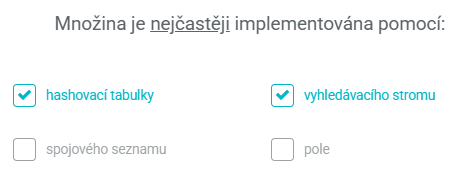 Množina je nejčastěji implementována pomocí:
hashovací tabulky
vyhledávacího stromu
spojového seznamu
pole